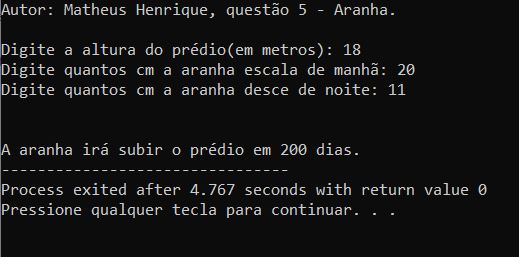 Autor: Matheus Henrique, questão 5 - Aranha.
Digite a altura do prédio(em metros): 18
Digite quantos cm a aranha escala de manhã: 20
Digite quantos cm a aranha desce de noite: 11
A aranha irá subir o prédio em 200 dias.
--------------------------------
Process exited after 4.767 seconds with return value 0
Pressione qualquer tecla para continuar. . .